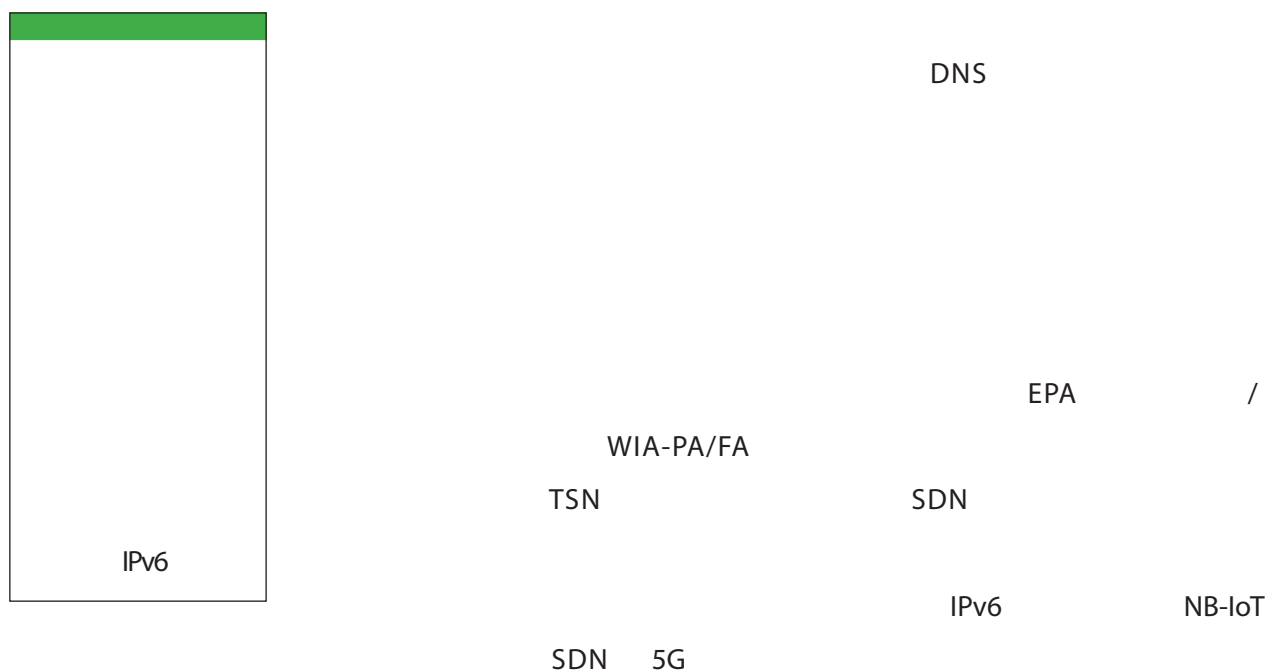 IPv6
DNS
EPA /
WIA-PA/FA
TSN SDN
IPv6 NB-IoT
SDN 5G